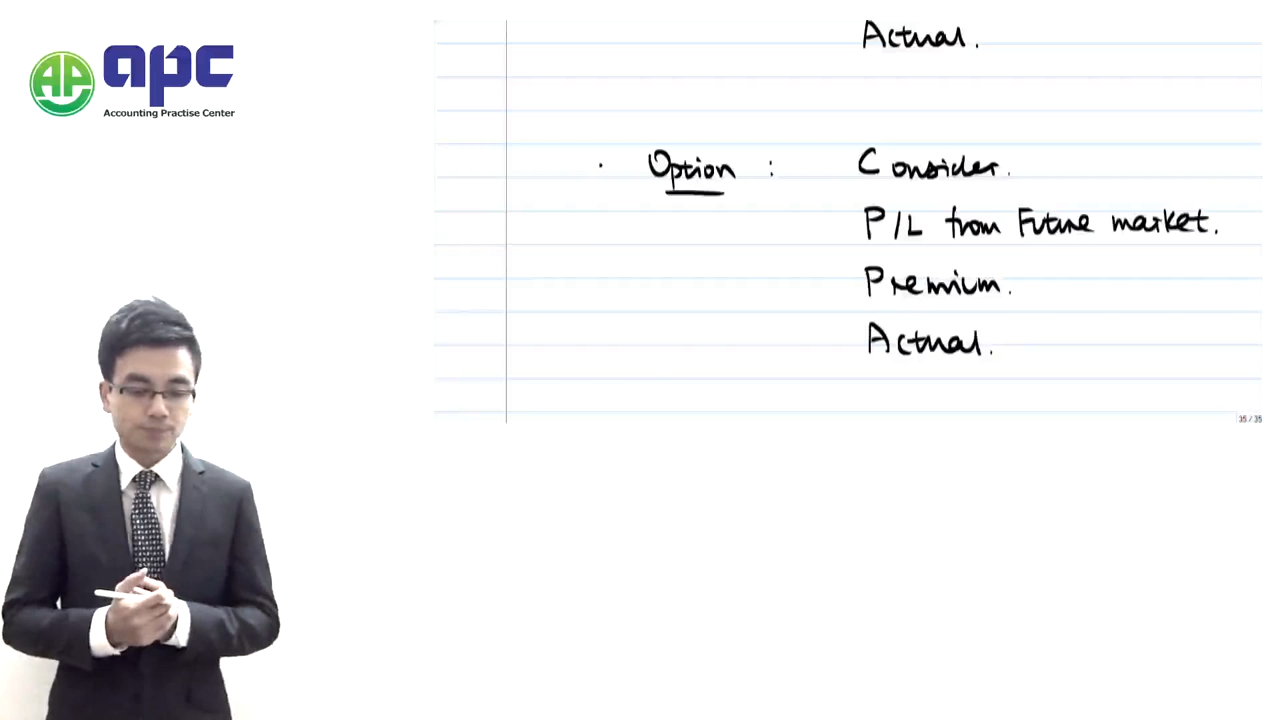 apc
Accounting Practise Center
Actual.
· Option : Consider.
P/L from Future market.
Premium.
Actual.
35 / 35